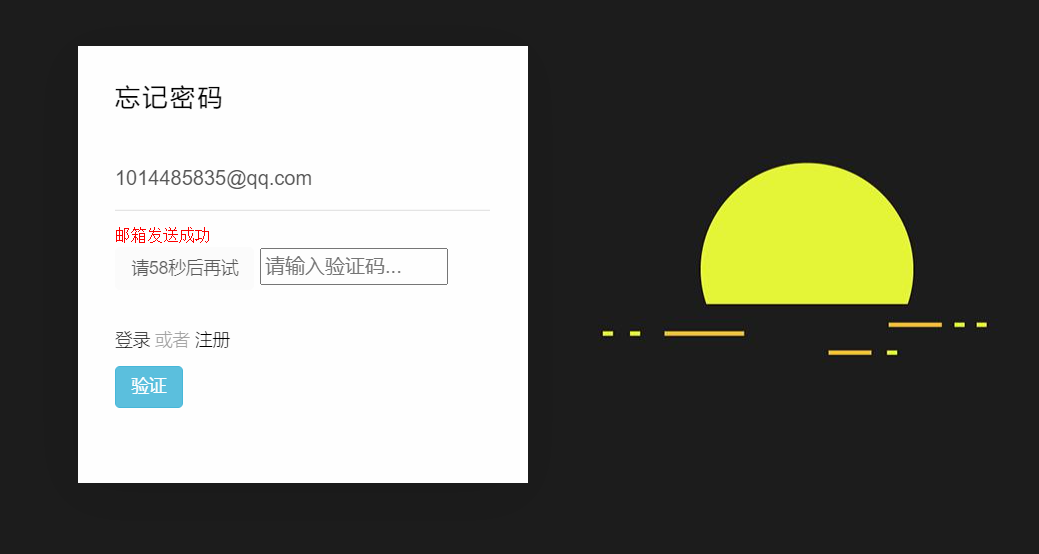 忘记密码
1014485835@qq.com
邮箱发送成功
请58秒后再试 请输入验证码...
登录 或者 注册
验证